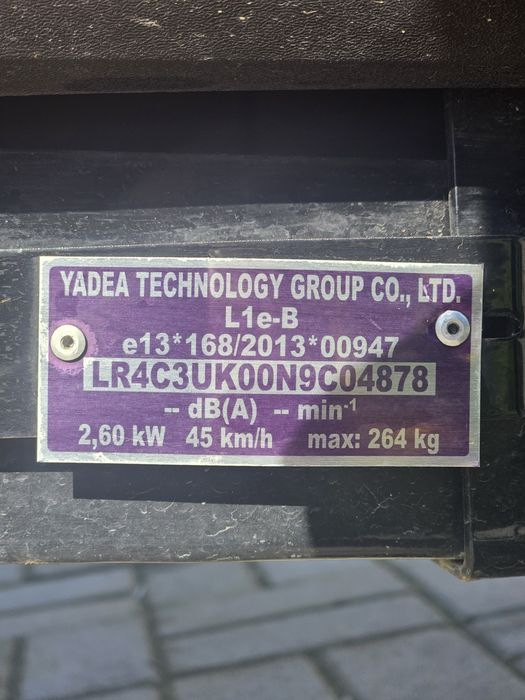 YADEA TECHNOLOGY GROUP CO., LTD.
L1e-B
e13*168/2013*00947
LR4C3UK00N9C04878
-- dB(A) -- min-1
2,60 kW 45 km/h max: 264 kg